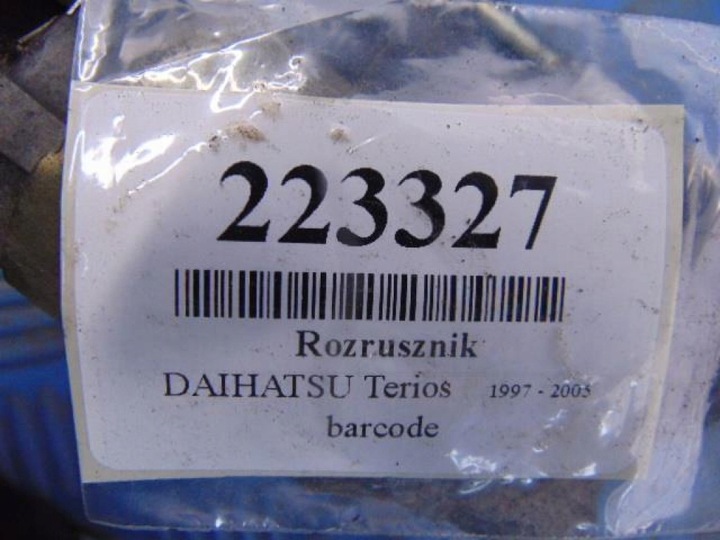 223327
Rozrusznik
DAIHATSU Terios 1997 - 2005
barcode